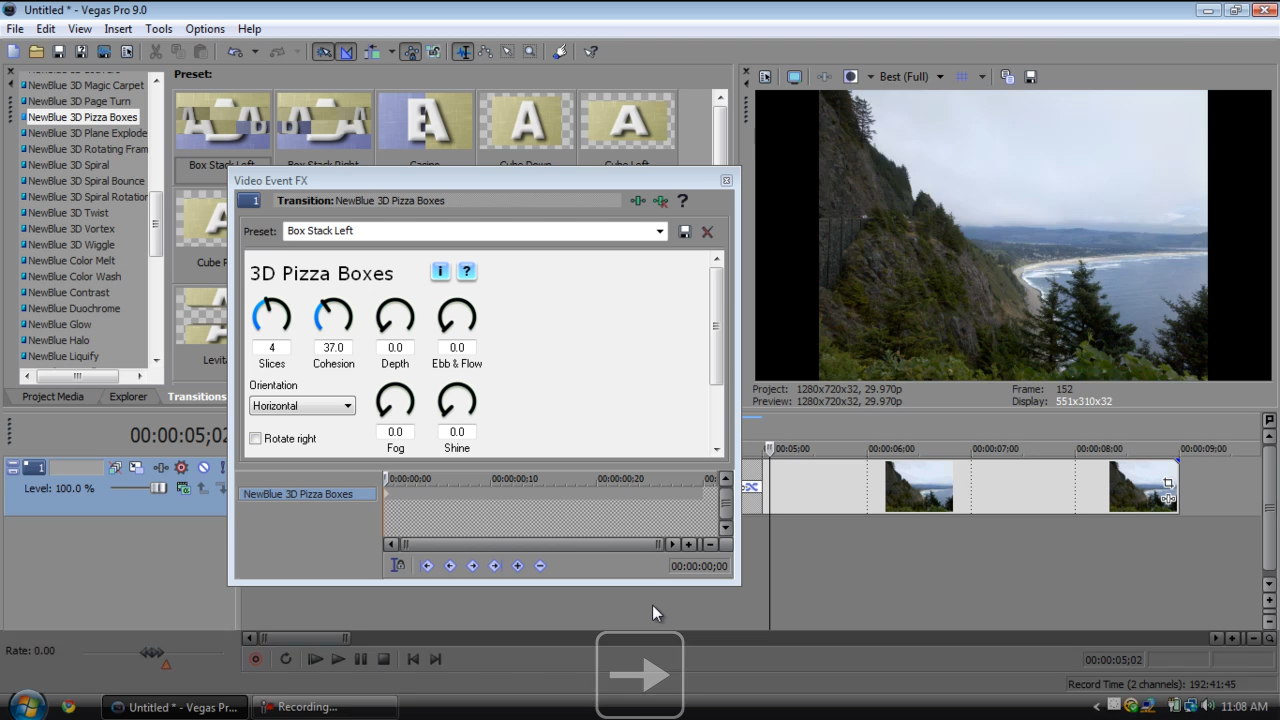 Untitled * - Vegas Pro 9.0
File Edit View Insert Tools Options Help
NewBlue 3D Magic Carpet
NewBlue 3D Page Turn
NewBlue 3D Pizza Boxes
NewBlue 3D Plane Explode
NewBlue 3D Rotating Fram
NewBlue 3D Spiral
NewBlue 3D Spiral Bounce
NewBlue 3D Spiral Rotation
NewBlue 3D Twist
NewBlue 3D Vortex
NewBlue 3D Wiggle
NewBlue Color Melt
NewBlue Color Wash
NewBlue Contrast
NewBlue Duochrome
NewBlue Glow
NewBlue Halo
NewBlue Liquify
Project Media Explorer Transitions
Preset:
Box Stack Left Box Stack Right Casino Cube Down Cube Left
Cube R
Levit
Best (Full)
Project: 1280x720x32, 29.970p Frame: 152
Preview: 1280x720x32, 29.970p Display: 551x310x32
Video Event FX
1 Transition: NewBlue 3D Pizza Boxes
Preset: Box Stack Left
3D Pizza Boxes
4 37.0 0.0 0.0
Slices Cohesion Depth Ebb & Flow
Orientation
Horizontal
Rotate right
0.0 0.0
Fog Shine
00:00:00;00 00:00:00;10 00:00:00;20 00:
NewBlue 3D Pizza Boxes
00:00:00;00
00:00:05;02
1
Level: 100.0 %
00:05:00 00:00:06:00 00:00:07:00 00:00:08:00 00:00:09:00
Rate: 0.00
00:00:05;02
Record Time (2 channels): 192:41:45
Untitled * - Vegas Pr... Recording... 11:08 AM